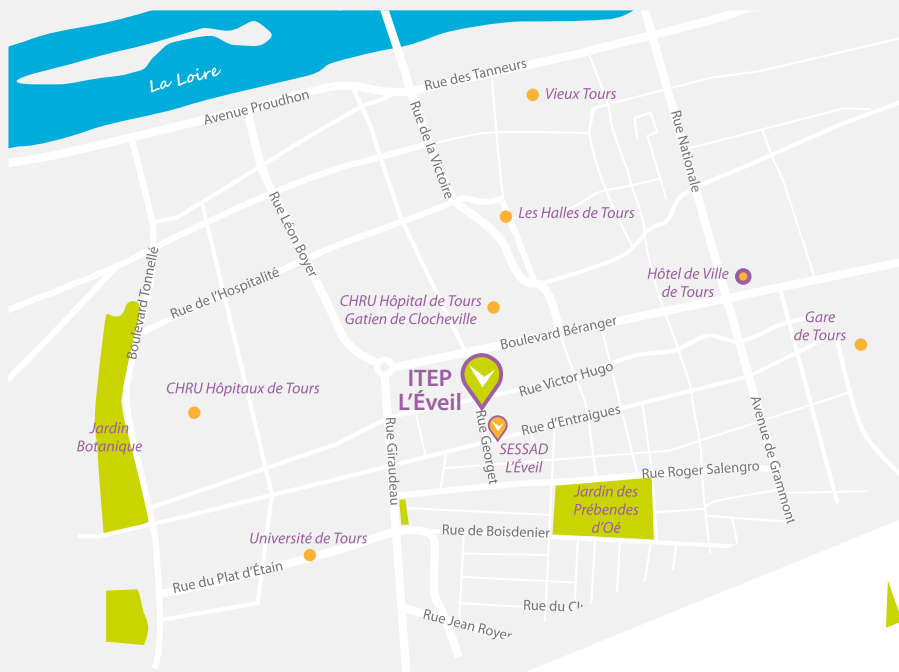 La Loire
Rue des Tanneurs
Vieux Tours
Avenue Proudhon
Rue de la Victoire
Rue Nationale
Rue Léon Boyer
Les Halles de Tours
Boulevard Tonnellé
Rue de l'Hospitalité
Hôtel de Ville
de Tours
CHRU Hôpital de Tours
Gatien de Clocheville
Gare
de Tours
Boulevard Béranger
ITEP
L'Éveil
Rue Victor Hugo
CHRU Hôpitaux de Tours
Rue d'Entraigues
Jardin
Botanique
Rue Giraudeau
Rue Georget
SESSAD
L'Éveil
Avenue de Grammont
Rue Roger Salengro
Jardin des
Prébendes
d'Oé
Université de Tours
Rue de Boisdenier
Rue du Plat d'Étain
Rue du
Rue Jean Royer